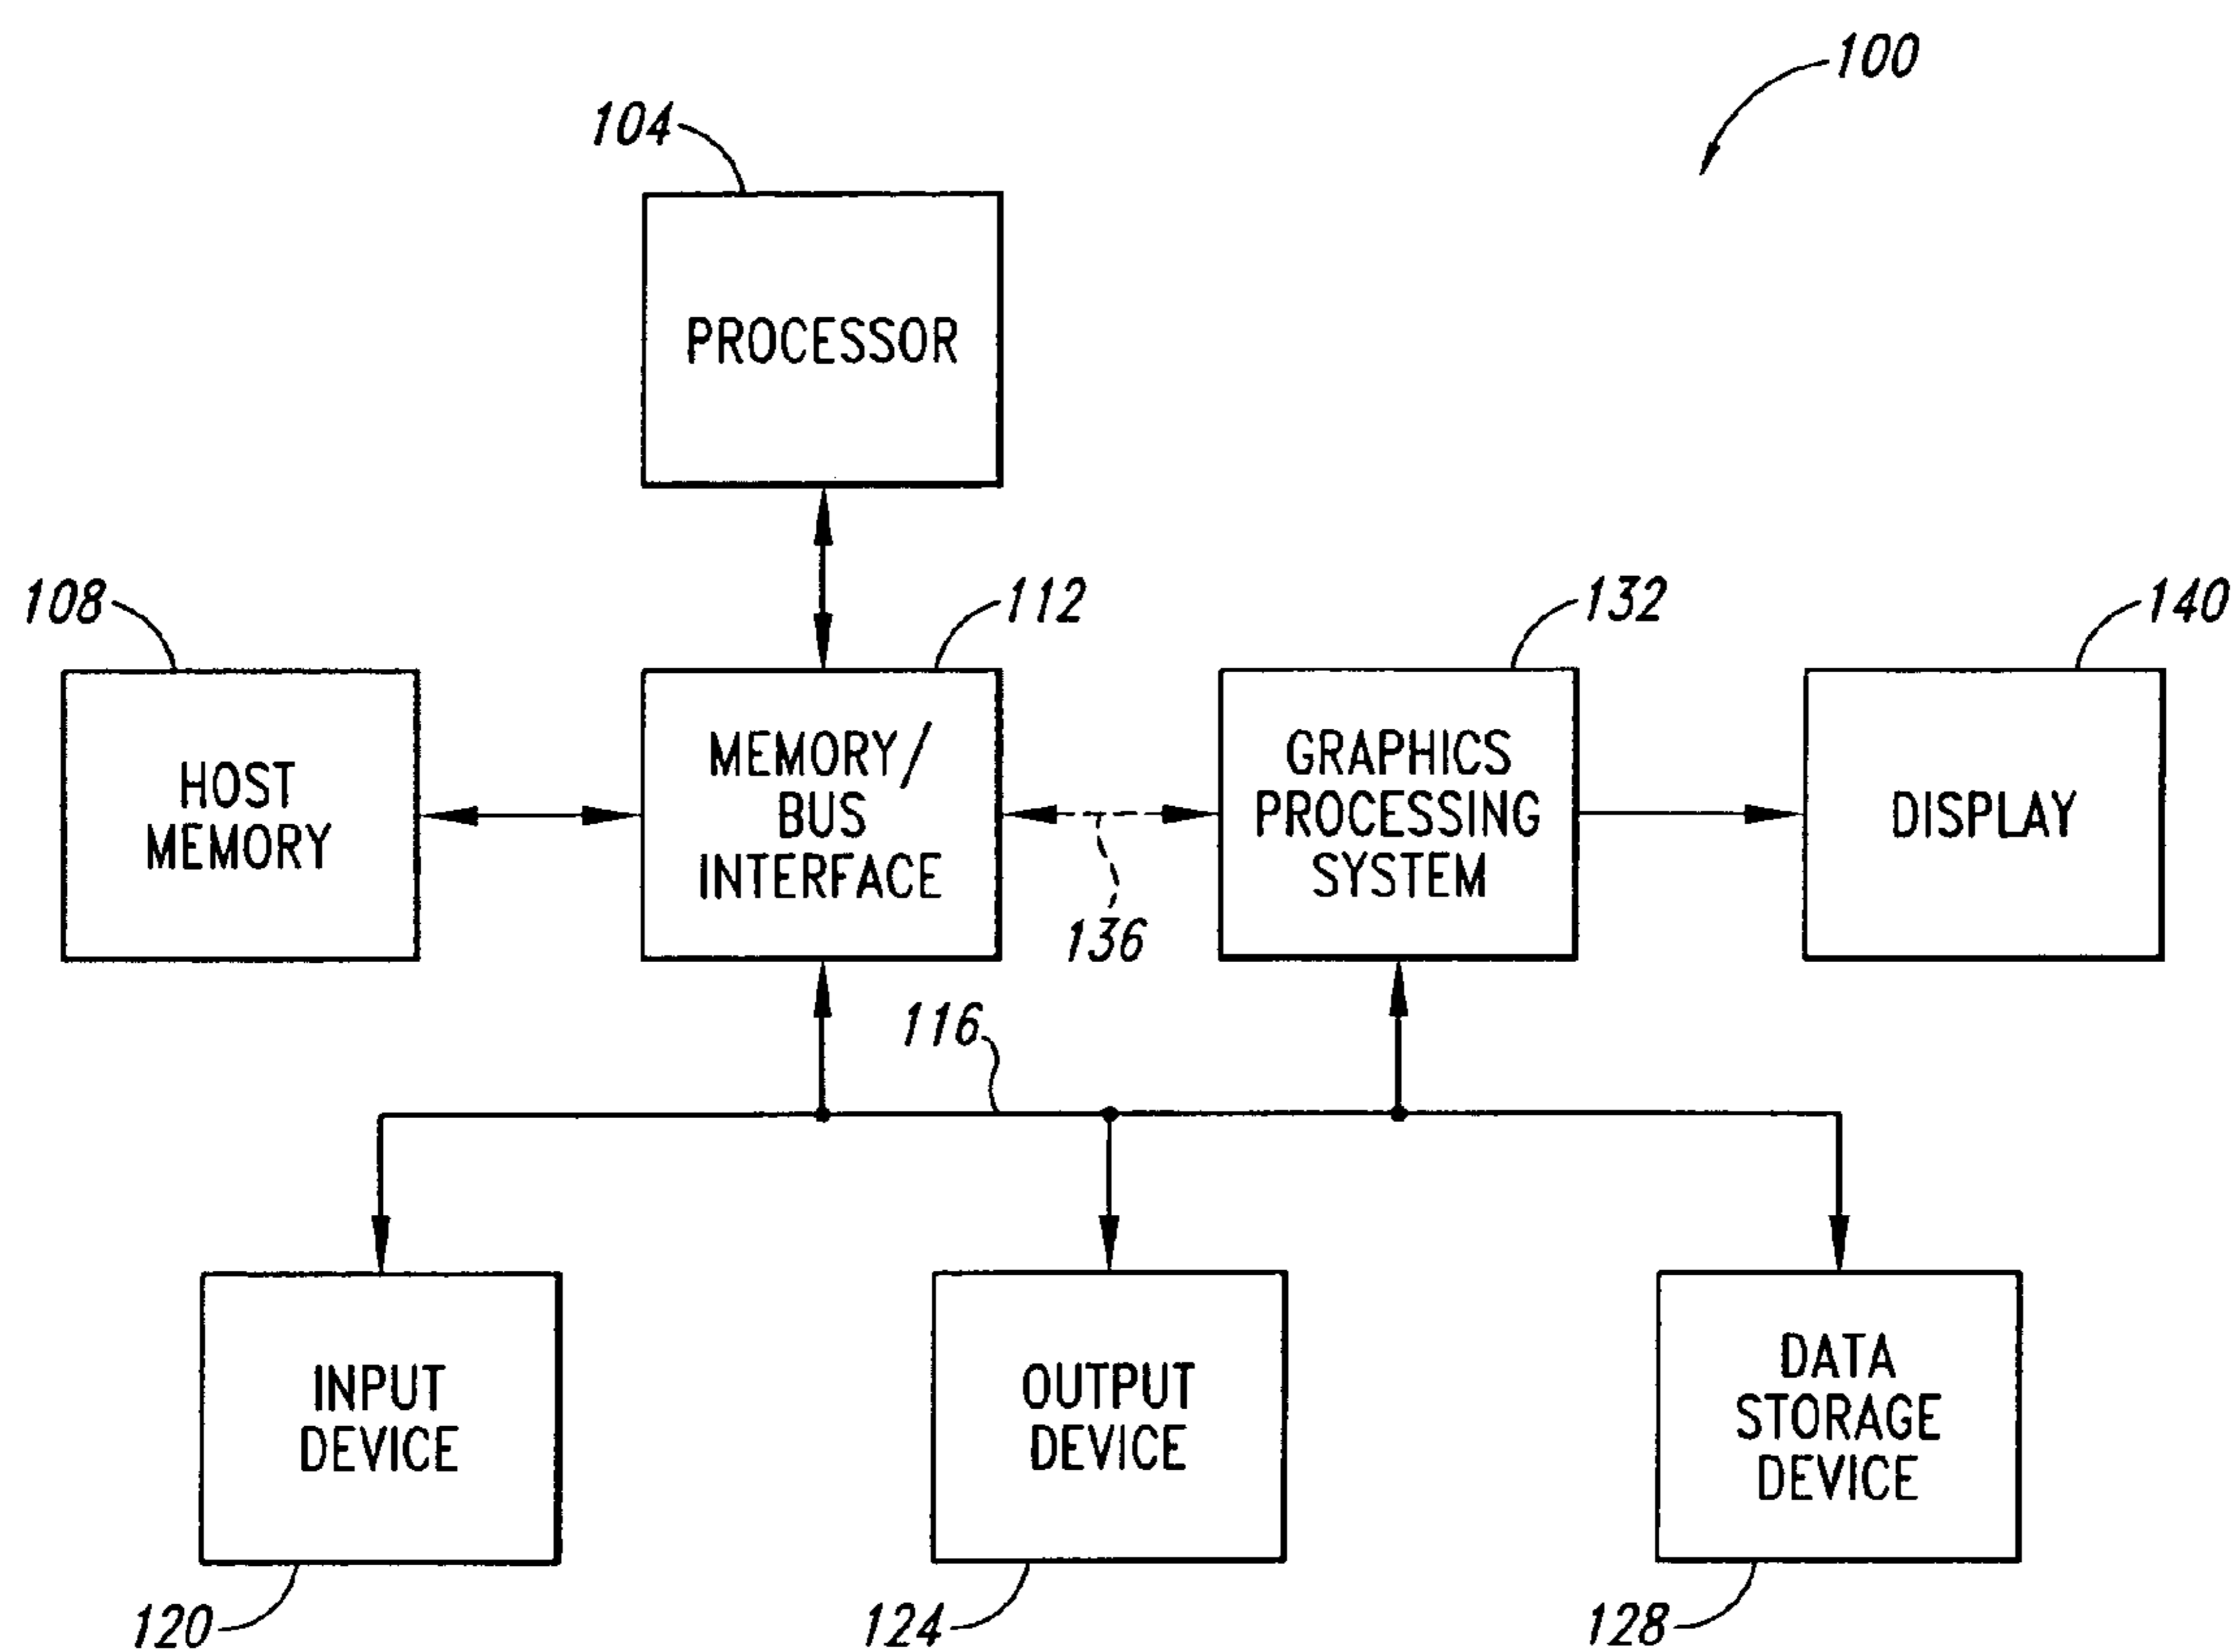 100
104
PROCESSOR
108
112
132
140
HOST
MEMORY
MEMORY/
BUS
INTERFACE
136
GRAPHICS
PROCESSING
SYSTEM
DISPLAY
116
INPUT
DEVICE
OUTPUT
DEVICE
DATA
STORAGE
DEVICE
120
124
128